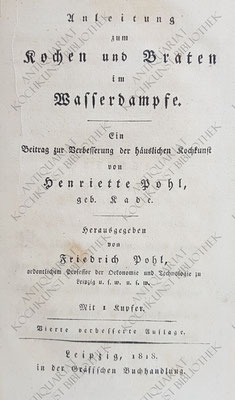 Anleitung
zum
Kochen und Braten
im
Wasserdampfe.
Ein
Beitrag zur Verbesserung der häuslichen Kochkunst
von
Henriette Pohl,
geb. Kade.
Herausgegeben
von
Friedrich Pohl,
ordentlichem Professor der Oekonomie und Technologie zu
Leipzig u. s. w. u. s. w.
Mit 1 Kupfer.
Vierte verbesserte Auflage.
Leipzig, 1818.
in der Gräffschen Buchhandlung.